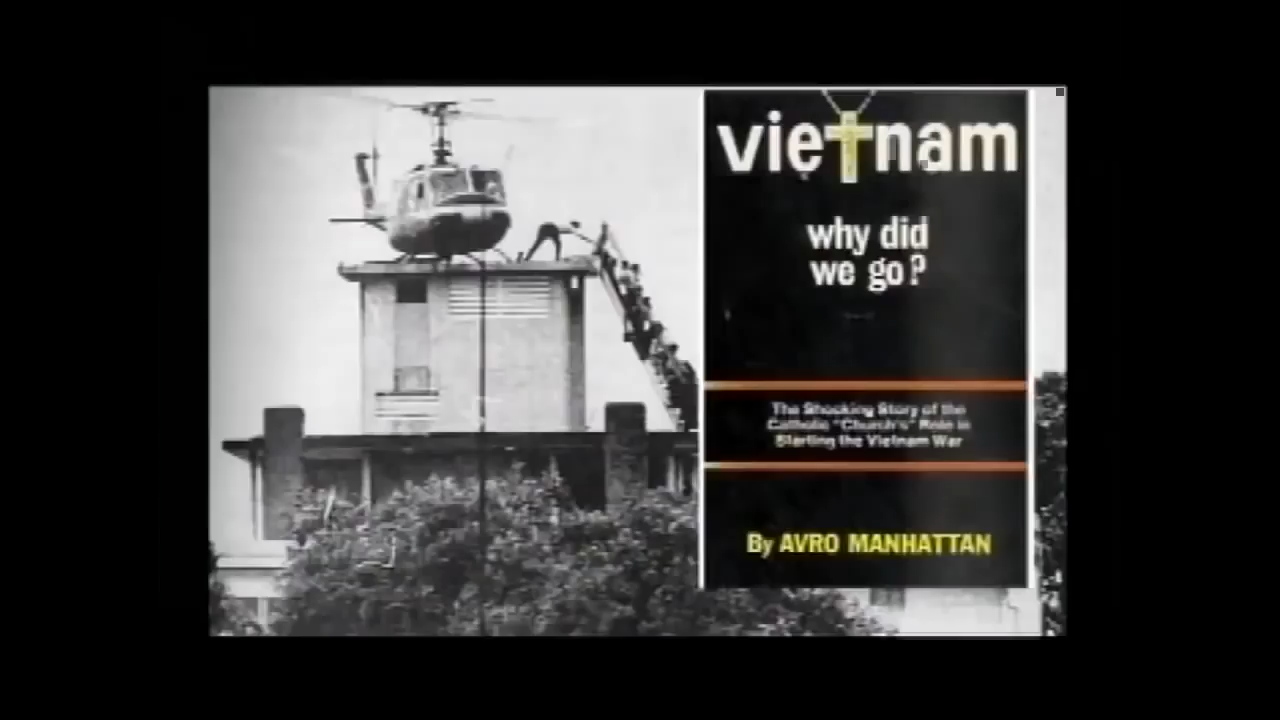 vietnam
why did
we go?
The Shocking Story of the
Catholic "Church's" Role in
Starting the Vietnam War
By AVRO MANHATTAN